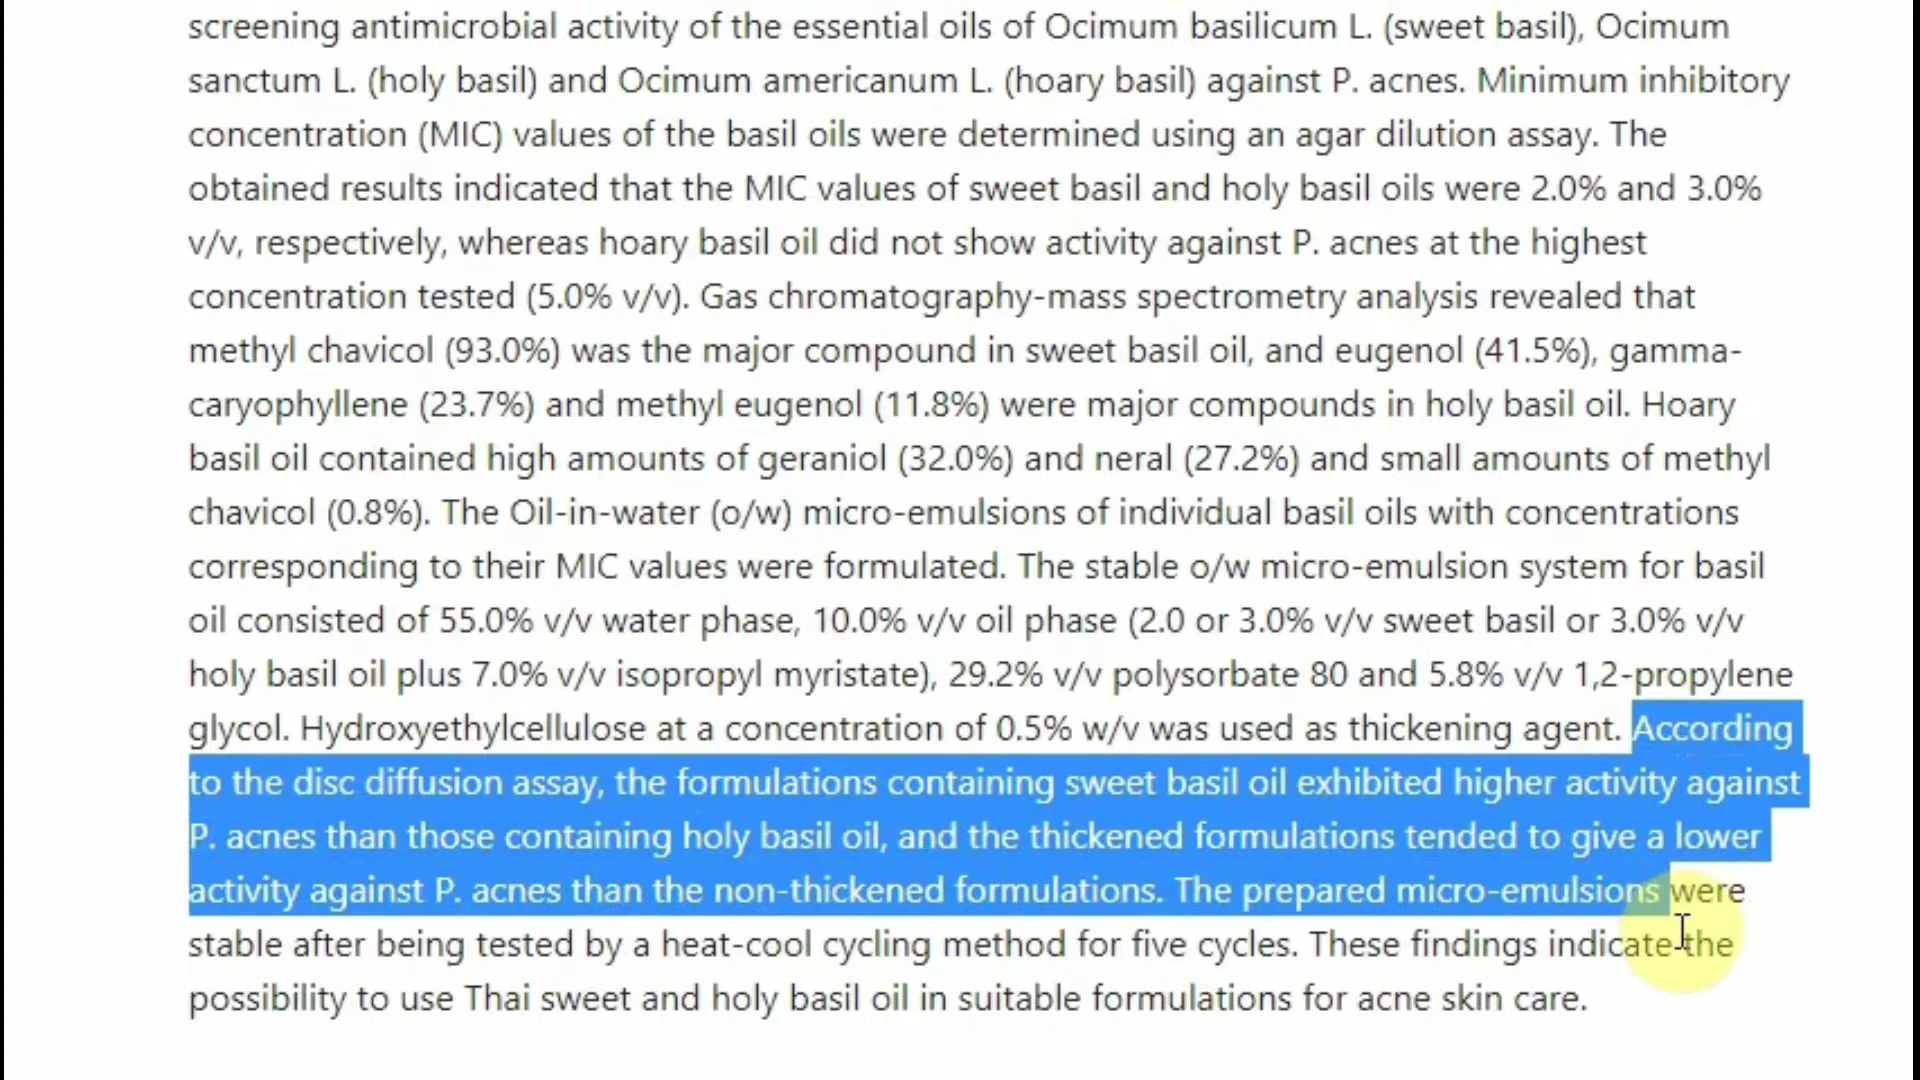 screening antimicrobial activity of the essential oils of Ocimum basilicum L. (sweet basil), Ocimum
sanctum L. (holy basil) and Ocimum americanum L. (hoary basil) against P. acnes. Minimum inhibitory
concentration (MIC) values of the basil oils were determined using an agar dilution assay. The
obtained results indicated that the MIC values of sweet basil and holy basil oils were 2.0% and 3.0%
v/v, respectively, whereas hoary basil oil did not show activity against P. acnes at the highest
concentration tested (5.0% v/v). Gas chromatography-mass spectrometry analysis revealed that
methyl chavicol (93.0%) was the major compound in sweet basil oil, and eugenol (41.5%), gamma-
caryophyllene (23.7%) and methyl eugenol (11.8%) were major compounds in holy basil oil. Hoary
basil oil contained high amounts of geraniol (32.0%) and neral (27.2%) and small amounts of methyl
chavicol (0.8%). The Oil-in-water (o/w) micro-emulsions of individual basil oils with concentrations
corresponding to their MIC values were formulated. The stable o/w micro-emulsion system for basil
oil consisted of 55.0% v/v water phase, 10.0% v/v oil phase (2.0 or 3.0% v/v sweet basil or 3.0% v/v
holy basil oil plus 7.0% v/v isopropyl myristate), 29.2% v/v polysorbate 80 and 5.8% v/v 1,2-propylene
glycol. Hydroxyethylcellulose at a concentration of 0.5% w/v was used as thickening agent. According
to the disc diffusion assay, the formulations containing sweet basil oil exhibited higher activity against
P. acnes than those containing holy basil oil, and the thickened formulations tended to give a lower
activity against P. acnes than the non-thickened formulations. The prepared micro-emulsions were
stable after being tested by a heat-cool cycling method for five cycles. These findings indicate the
possibility to use Thai sweet and holy basil oil in suitable formulations for acne skin care.